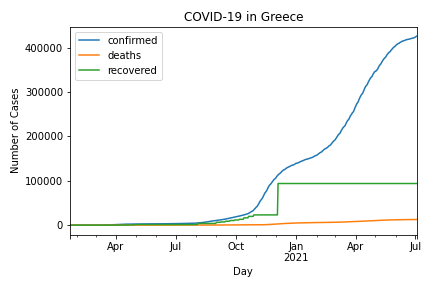 COVID-19 in Greece
confirmed
deaths
recovered
Number of Cases
400000
300000
200000
100000
0
Apr Jul Oct Jan Apr Jul
2021
Day